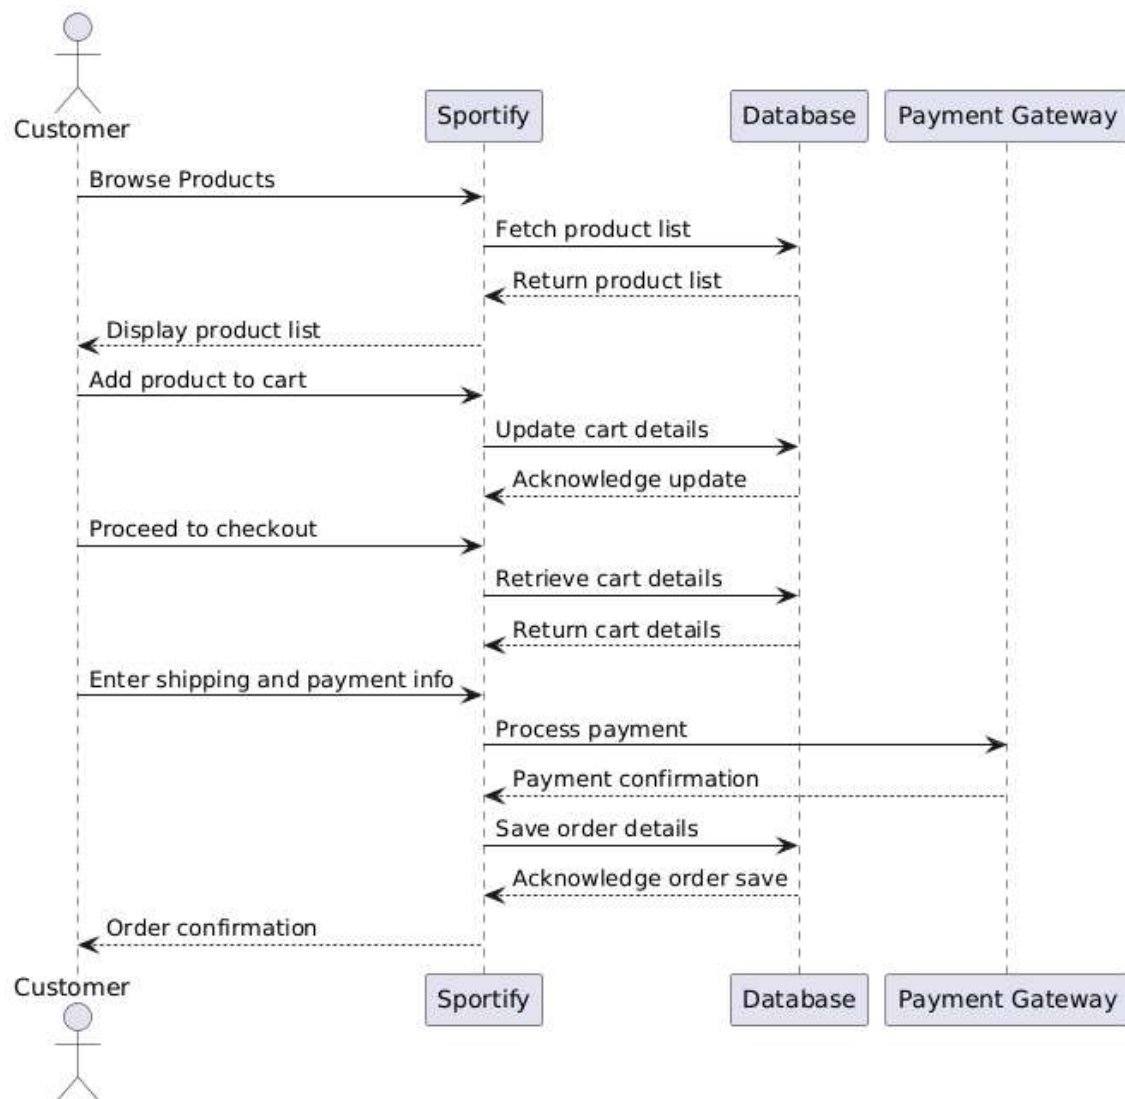 Customer
Sportify
Database
Payment Gateway
Browse Products
Fetch product list
Return product list
Display product list
Add product to cart
Update cart details
Acknowledge update
Proceed to checkout
Retrieve cart details
Return cart details
Enter shipping and payment info
Process payment
Payment confirmation
Save order details
Acknowledge order save
Order confirmation
Customer
Sportify
Database
Payment Gateway